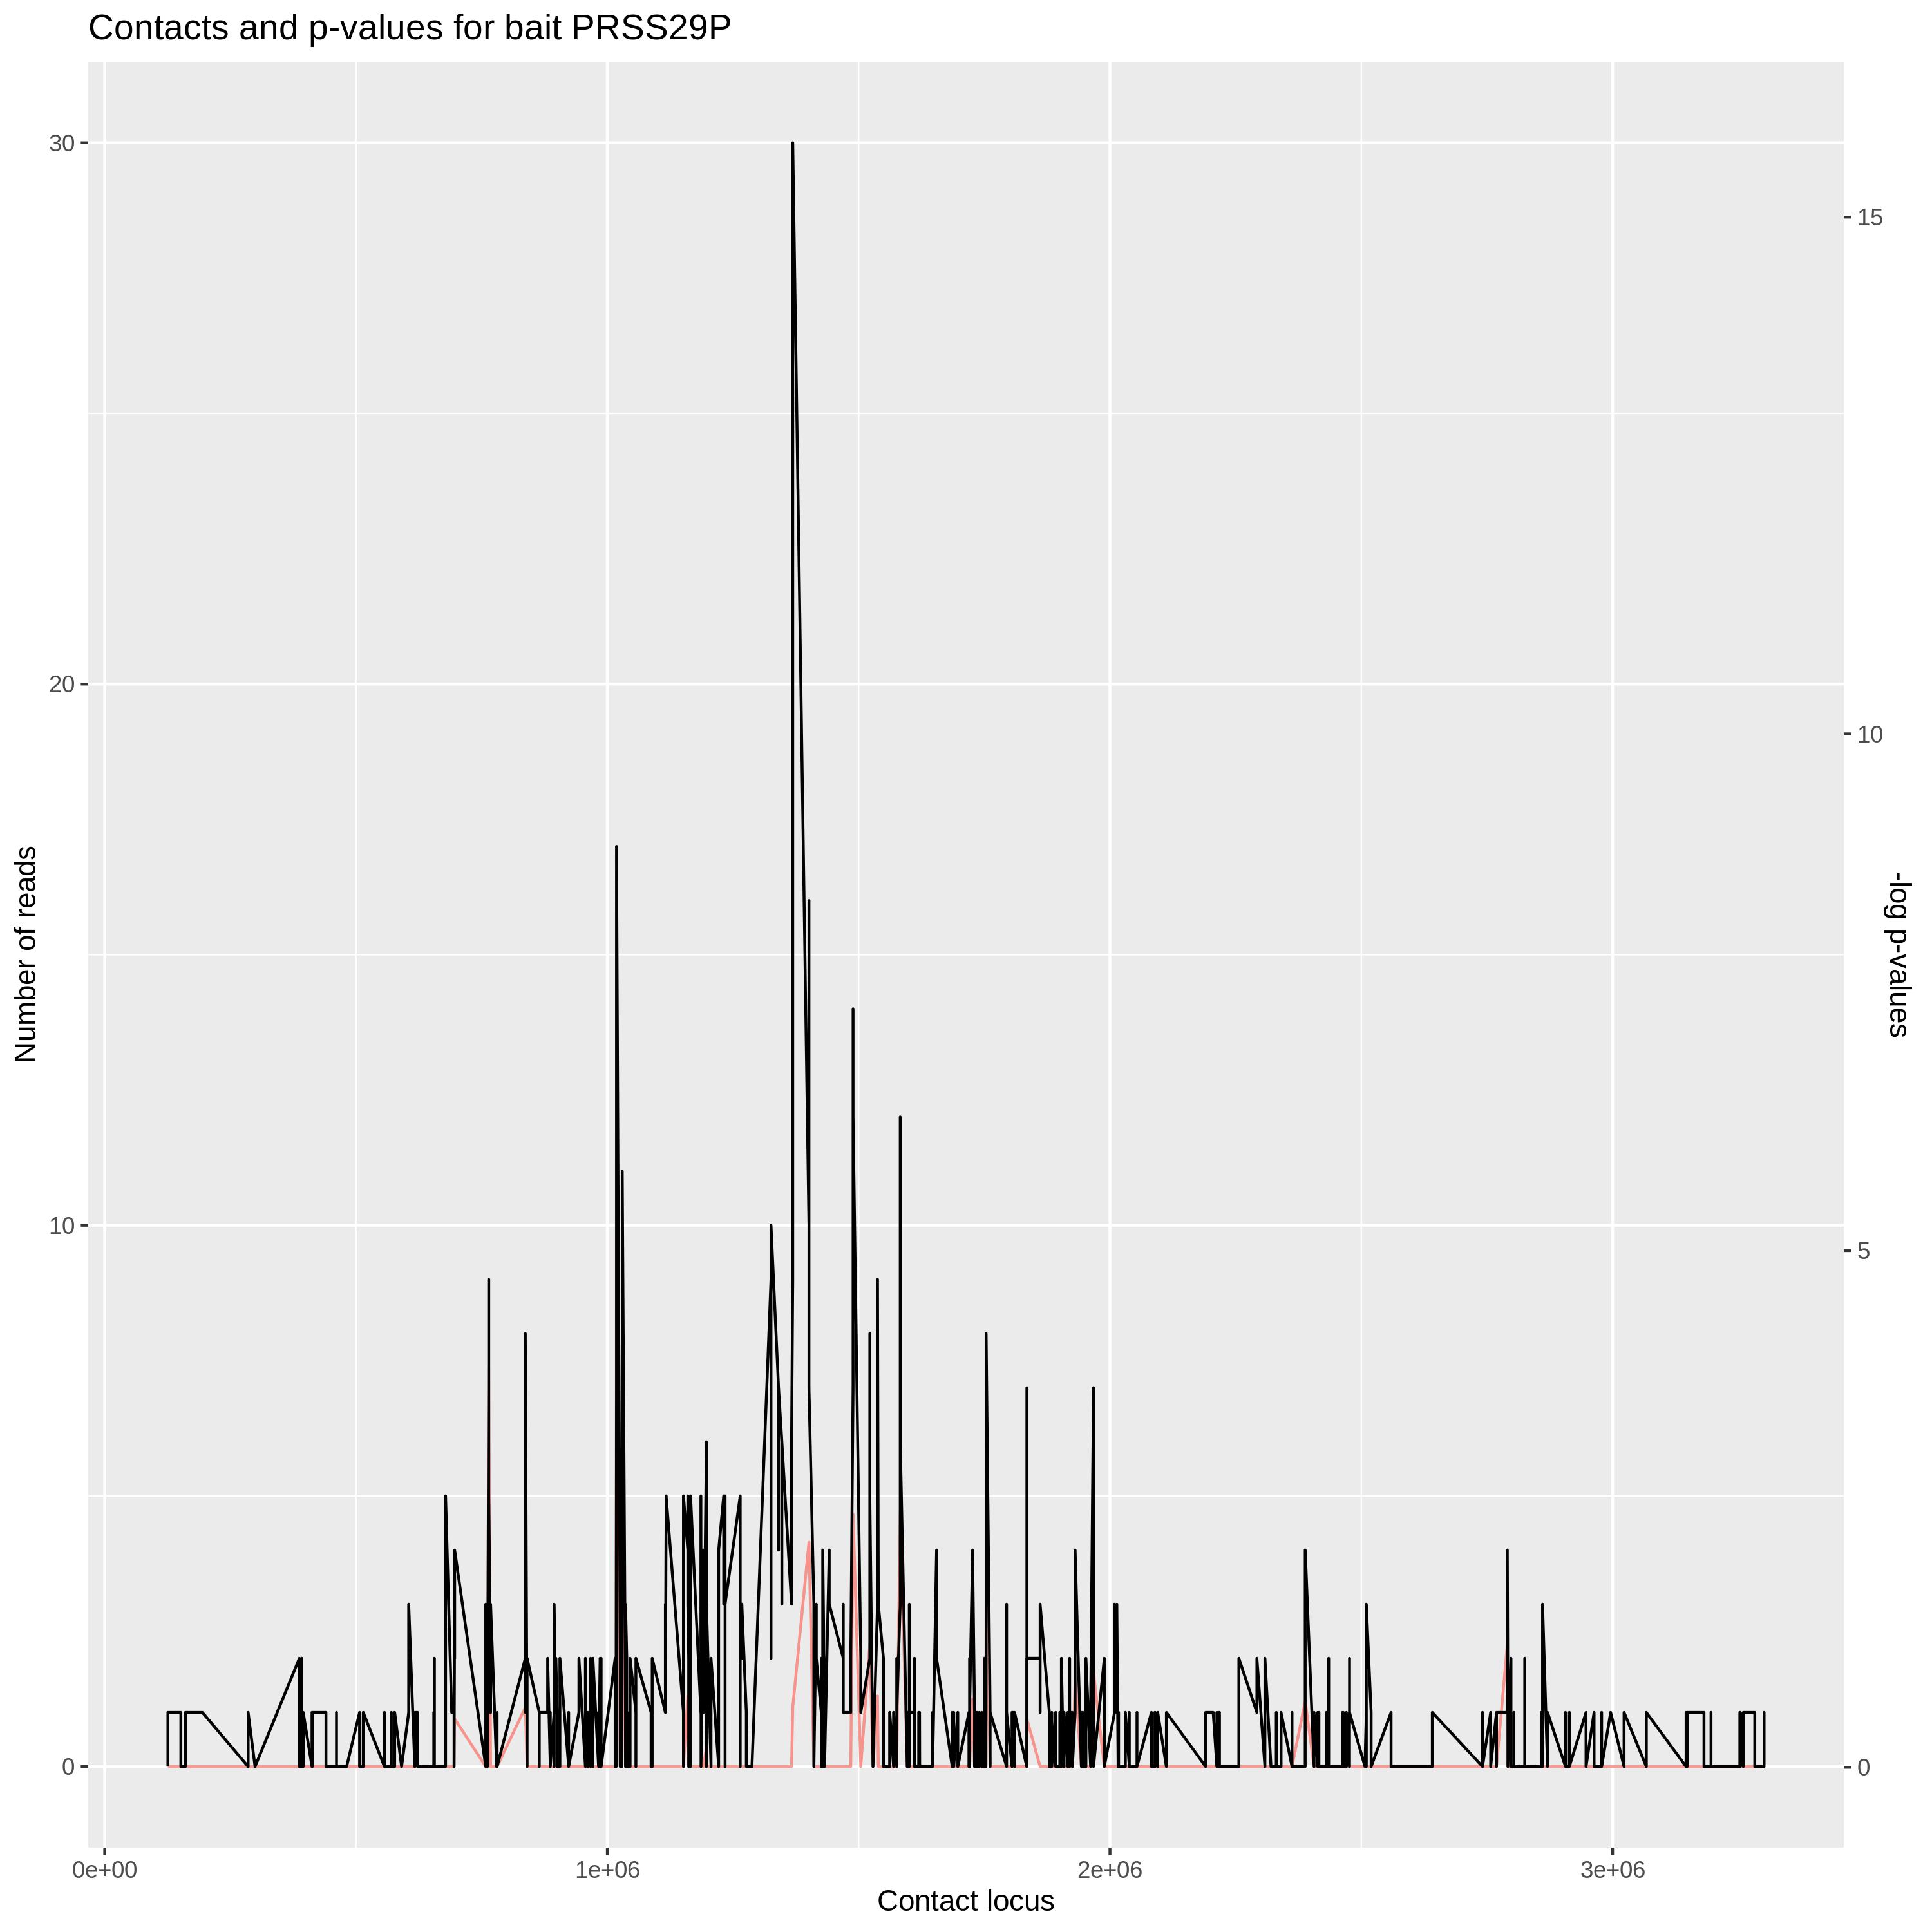 Contacts and p-values for bait PRSS29P
30
20
10
0
Number of reads
15
10
5
0
-log p-values
0e+00 1e+06 2e+06 3e+06
Contact locus